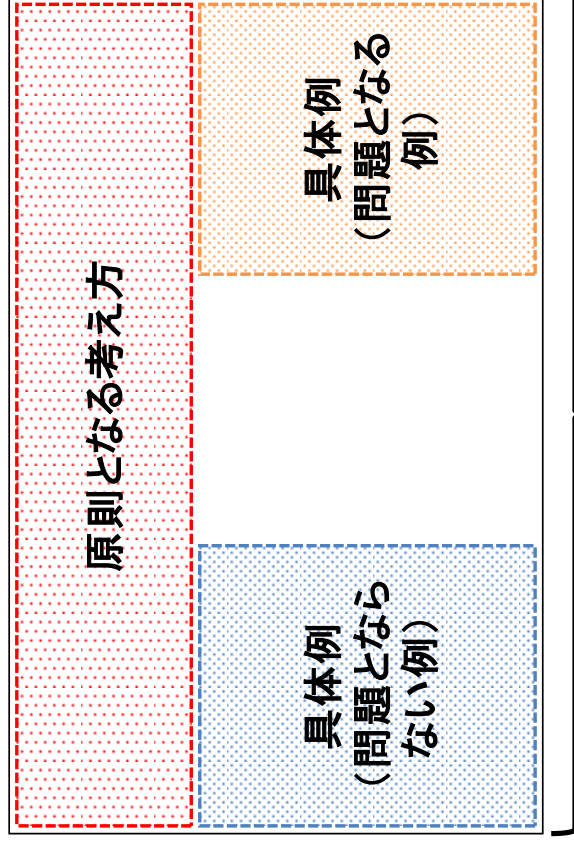 原則となる考え方
具体例
（問題となら
ない例）
具体例
（問題となる
例）